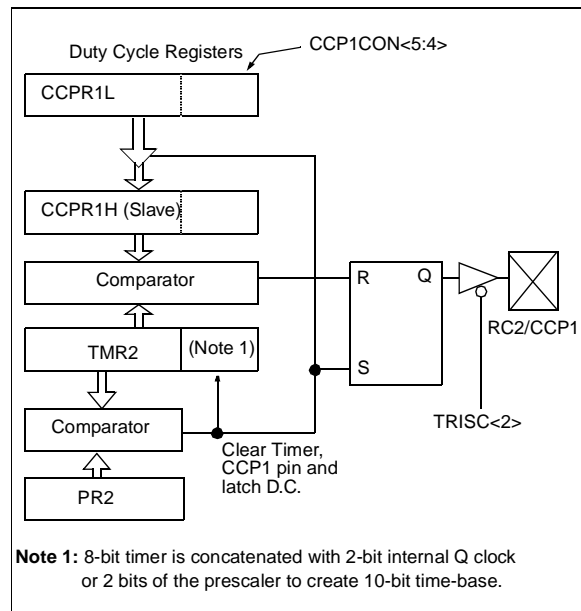 Duty Cycle Registers
CCP1CON<5:4>
CCPR1L
CCPR1H (Slave)
Comparator
R
Q
RC2/CCP1
TMR2
(Note 1)
S
TRISC<2>
Comparator
Clear Timer,
CCP1 pin and
latch D.C.
PR2
Note 1: 8-bit timer is concatenated with 2-bit internal Q clock
or 2 bits of the prescaler to create 10-bit time-base.